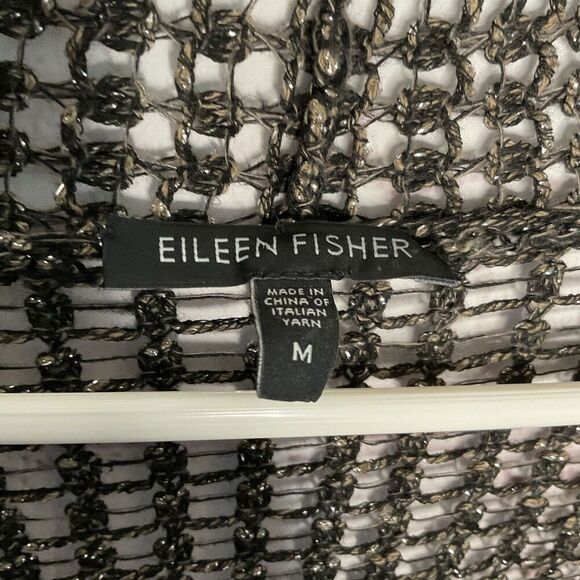 EILEEN FISHER
MADE IN
CHINA OF
ITALIAN
YARN
M